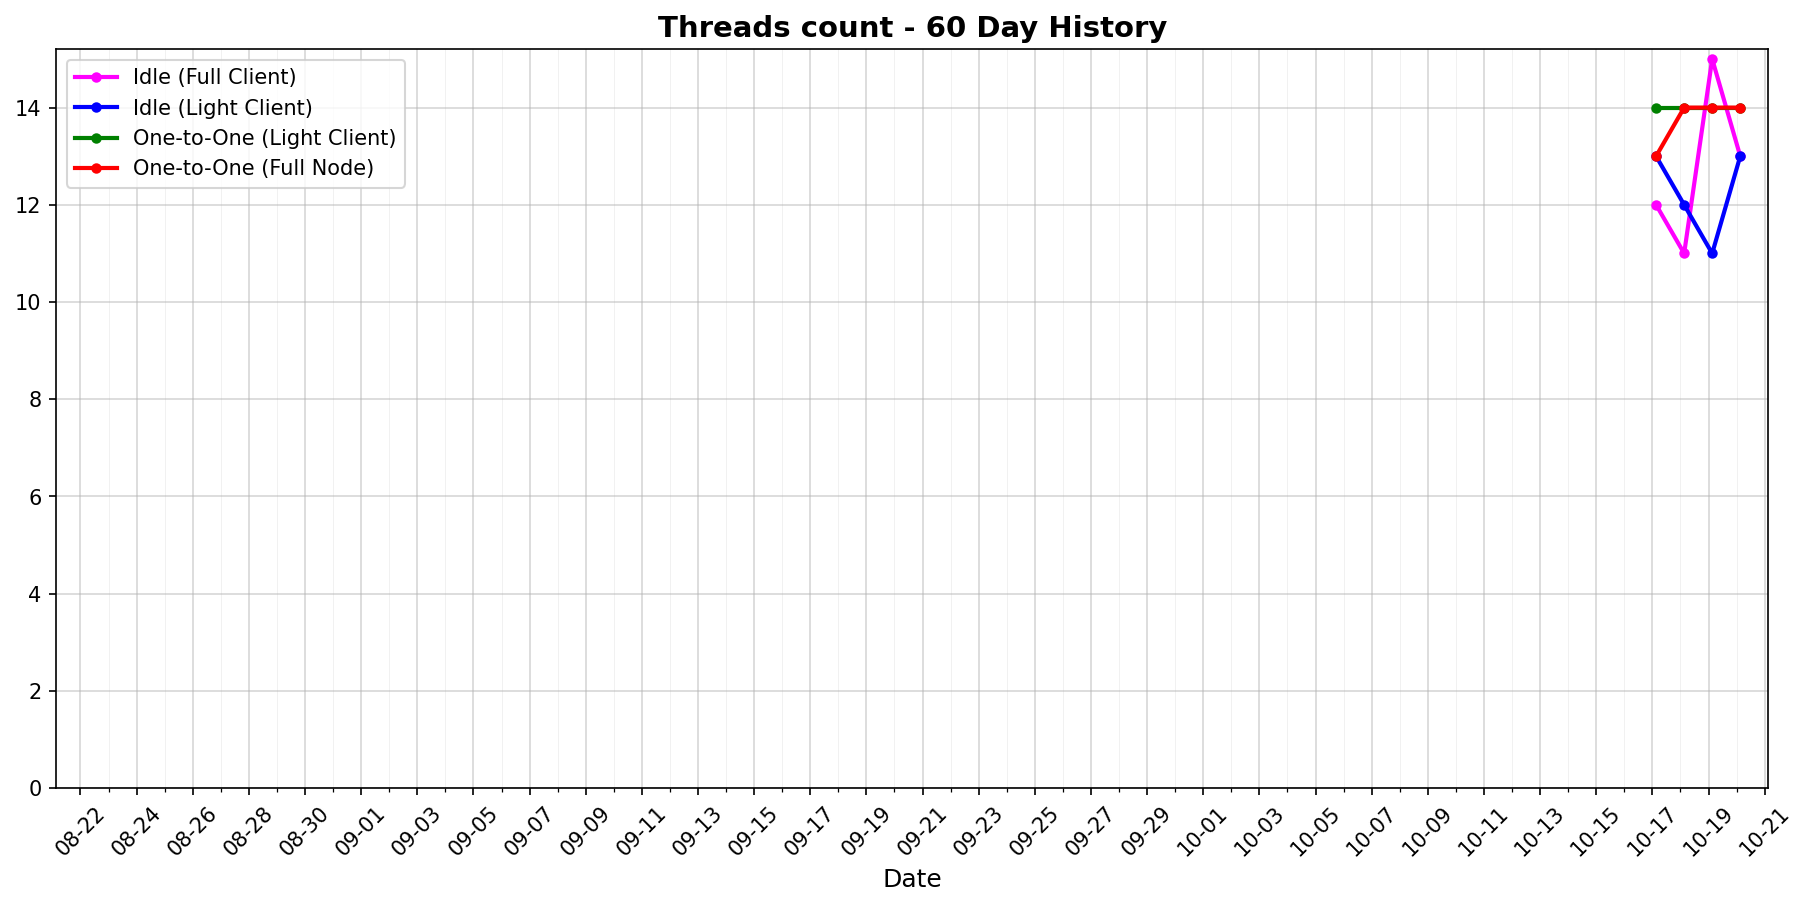 Threads count - 60 Day History
Idle (Full Client)
Idle (Light Client)
One-to-One (Light Client)
One-to-One (Full Node)
14
12
10
8
6
4
2
0
08-22 08-24 08-26 08-28 08-30 09-01 09-03 09-05 09-07 09-09 09-11 09-13 09-15 09-17 09-19 09-21 09-23 09-25 09-27 09-29 10-01 10-03 10-05 10-07 10-09 10-11 10-13 10-15 10-17 10-19 10-21
Date